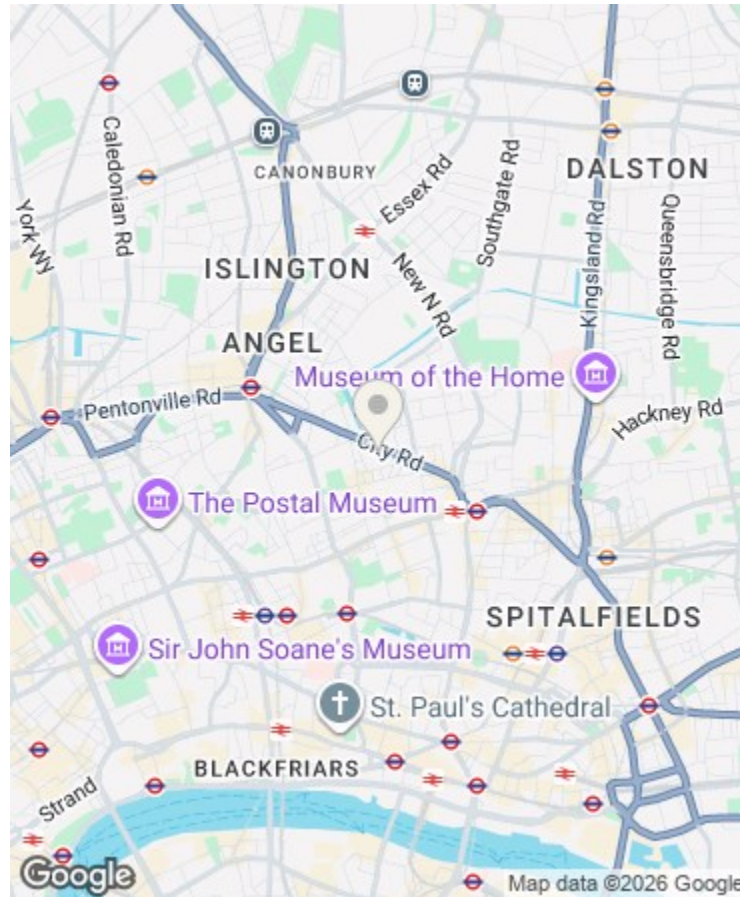 Caledonian Rd
York Wy
CANONBURY
Essex Rd
Southgate Rd
DALSTON
Queensbridge Rd
Kingsland Rd
ISLINGTON
New N Rd
ANGEL
Museum of the Home
Pentonville Rd
Hackney Rd
City Rd
The Postal Museum
SPITALFIELDS
Sir John Soane's Museum
St. Paul's Cathedral
BLACKFRIARS
Strand
Google
Map data ©2026 Google